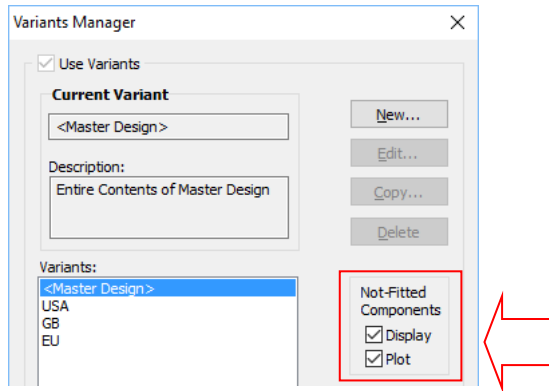 Variants Manager
Use Variants
Current Variant
<Master Design>
Description:
Entire Contents of Master Design
New...
Edit...
Copy...
Delete
Variants:
<Master Design>
USA
GB
EU
Not-Fitted
Components
Display
Plot